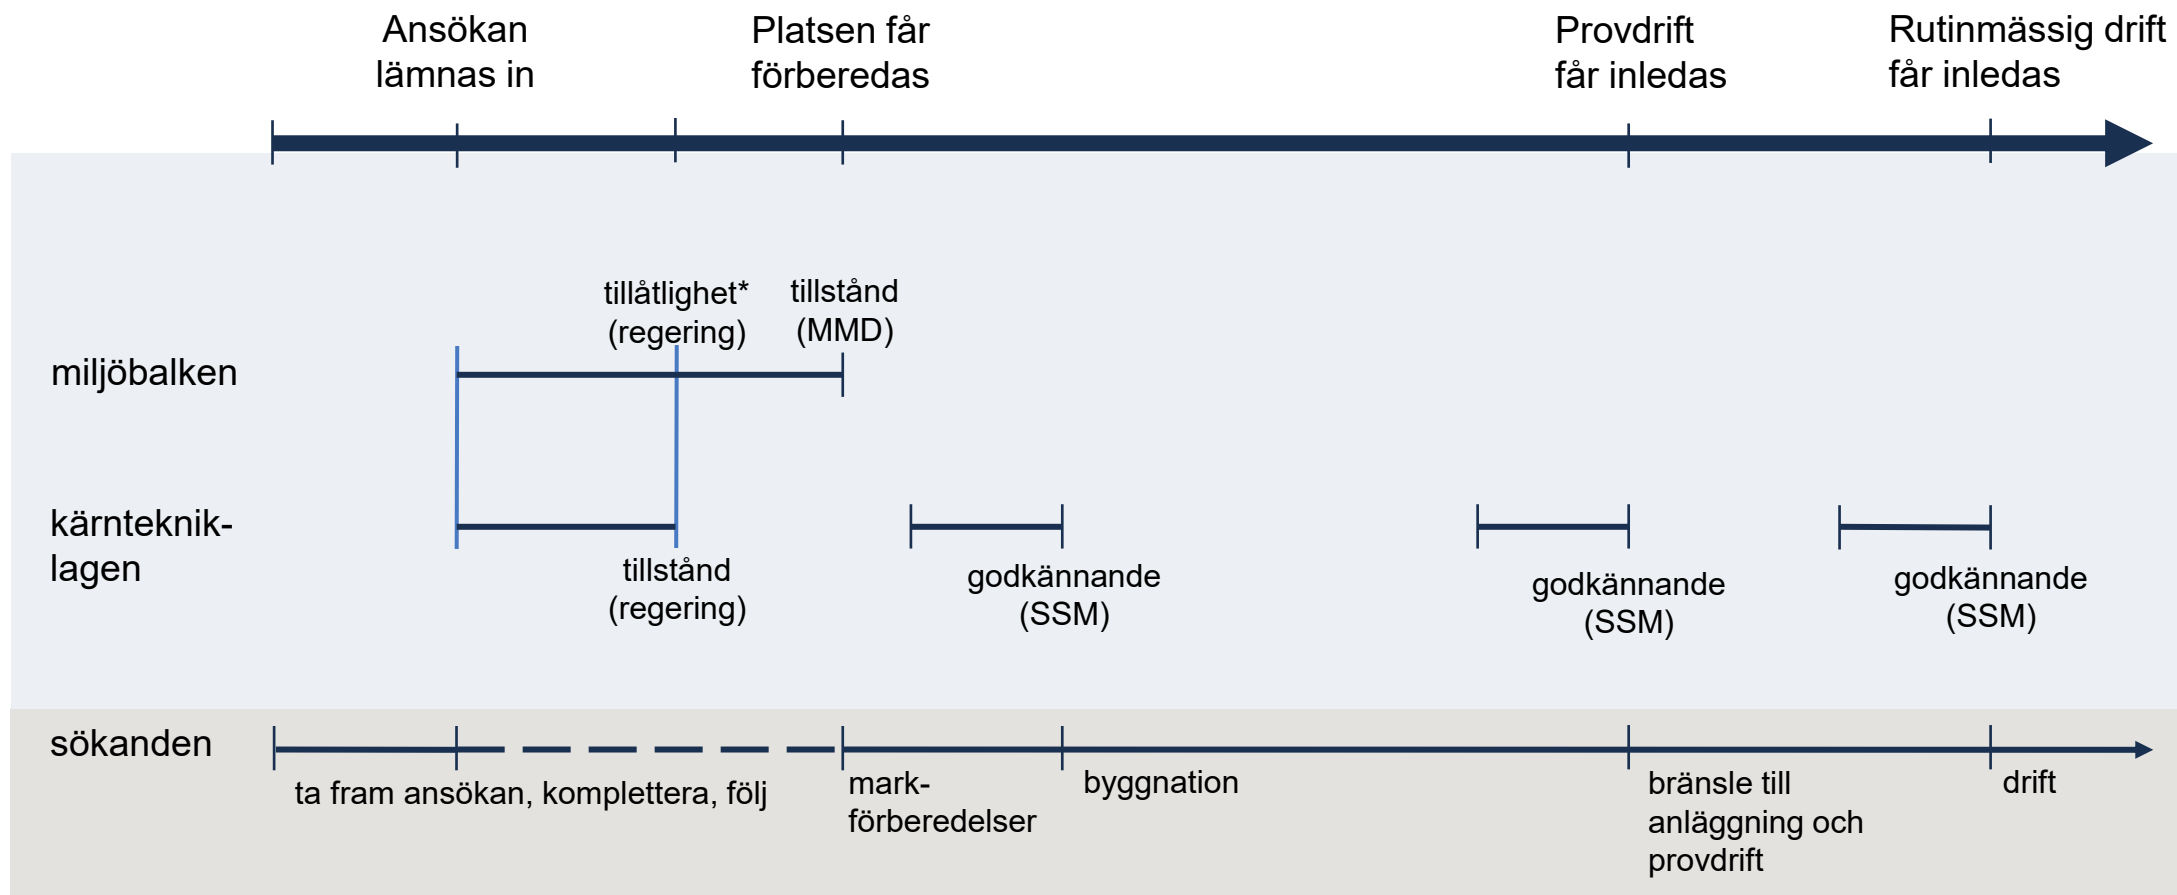 Ansökan
lämnas in
Platsen får
förberedas
Provdrift
får inledas
Rutinmässig drift
får inledas
tillåtlighet*
(regering)
tillstånd
(MMD)
miljöbalken
kärnteknik-
lagen
tillstånd
(regering)
godkännande
(SSM)
godkännande
(SSM)
godkännande
(SSM)
sökanden
ta fram ansökan, komplettera, följ
mark-
förberedelser
byggnation
bränsle till
anläggning och
provdrift
drift